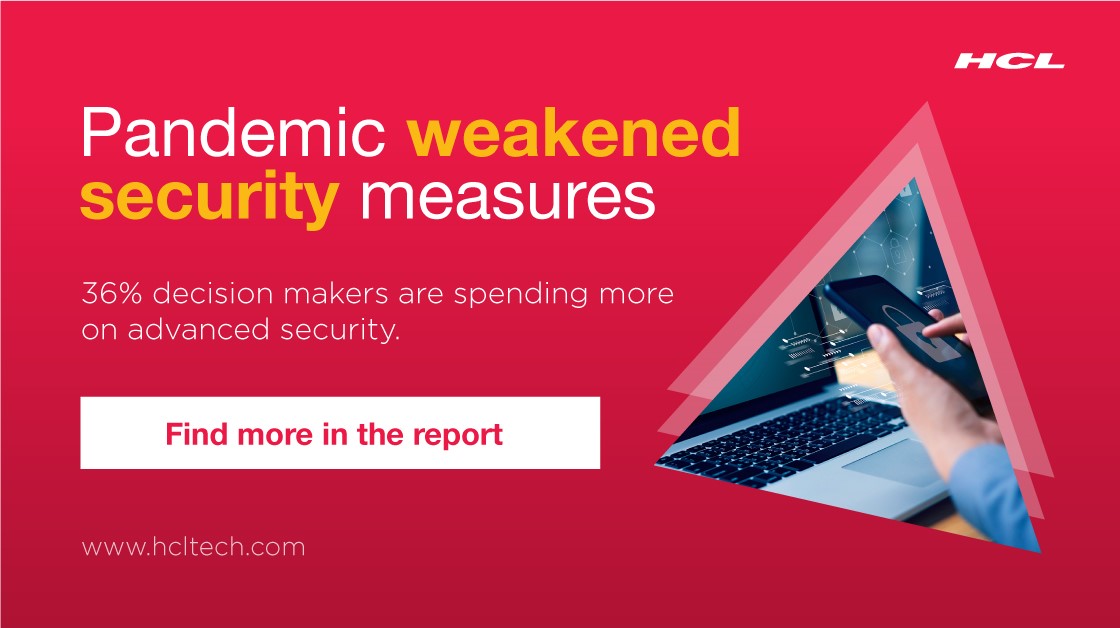 HCL
Pandemic weakened
security measures
36% decision makers are spending more
on advanced security.
Find more in the report
www.hcltech.com